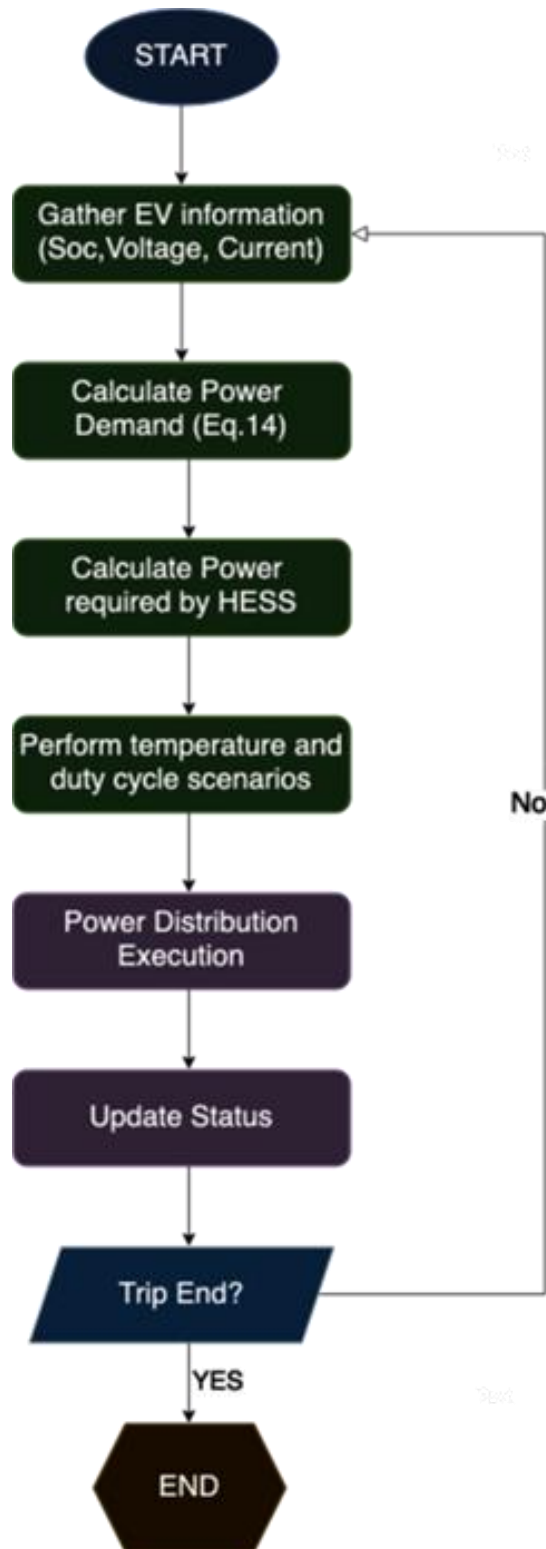 START
Gather EV information
(Soc,Voltage, Current)
Calculate Power
Demand (Eq.14)
Calculate Power
required by HESS
Perform temperature and
duty cycle scenarios
No
Power Distribution
Execution
Update Status
Trip End?
YES
END